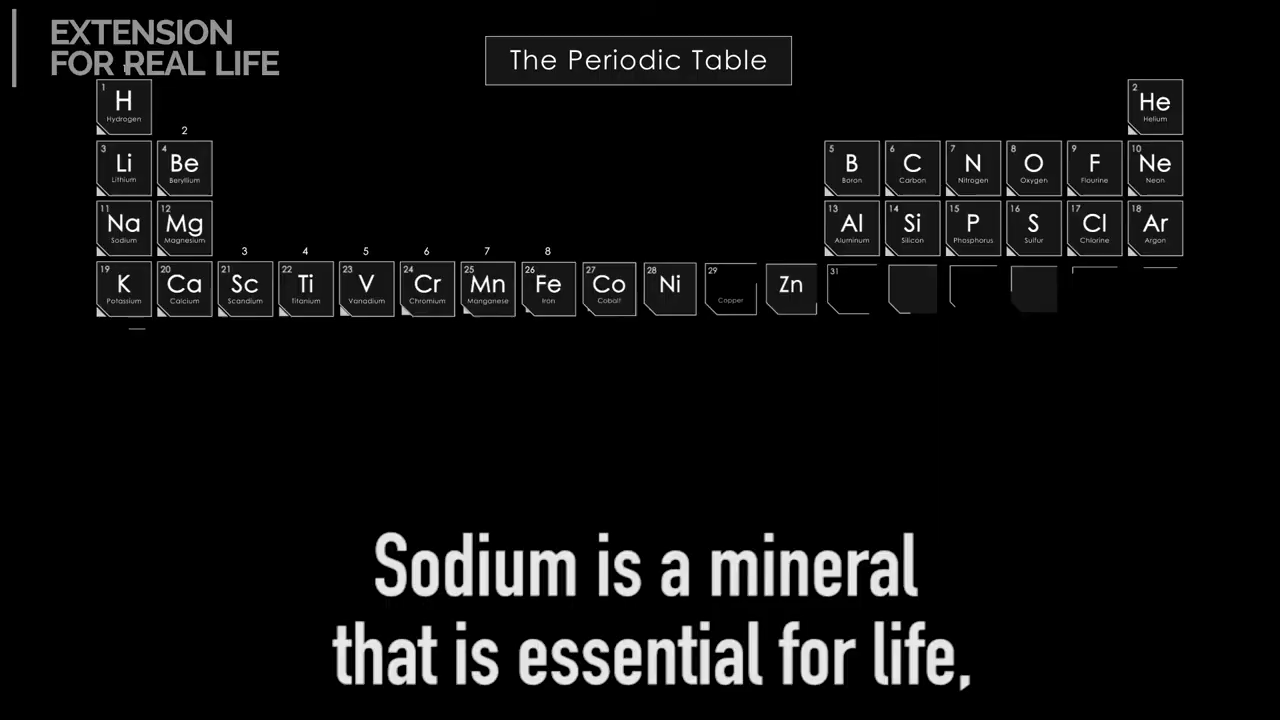 EXTENSION
FOR REAL LIFE
The Periodic Table
1 H Hydrogen
2 He Helium
2
3 Li Lithium
4 Be Beryllium
5 B Boron
6 C Carbon
7 N Nitrogen
8 O Oxygen
9 F Flourine
10 Ne Neon
11 Na Sodium
12 Mg Magnesium
13 Al Aluminum
14 Si Silicon
15 P Phosphorus
16 S Sulfur
17 Cl Chlorine
18 Ar Argon
3 4 5 6 7 8
19 K Potassium
20 Ca Calcium
21 Sc Scandium
22 Ti Titanium
23 V Vanadium
24 Cr Chromium
25 Mn Manganese
26 Fe Iron
27 Co Cobalt
28 Ni
29 Copper
Zn
31
Sodium is a mineral
that is essential for life,